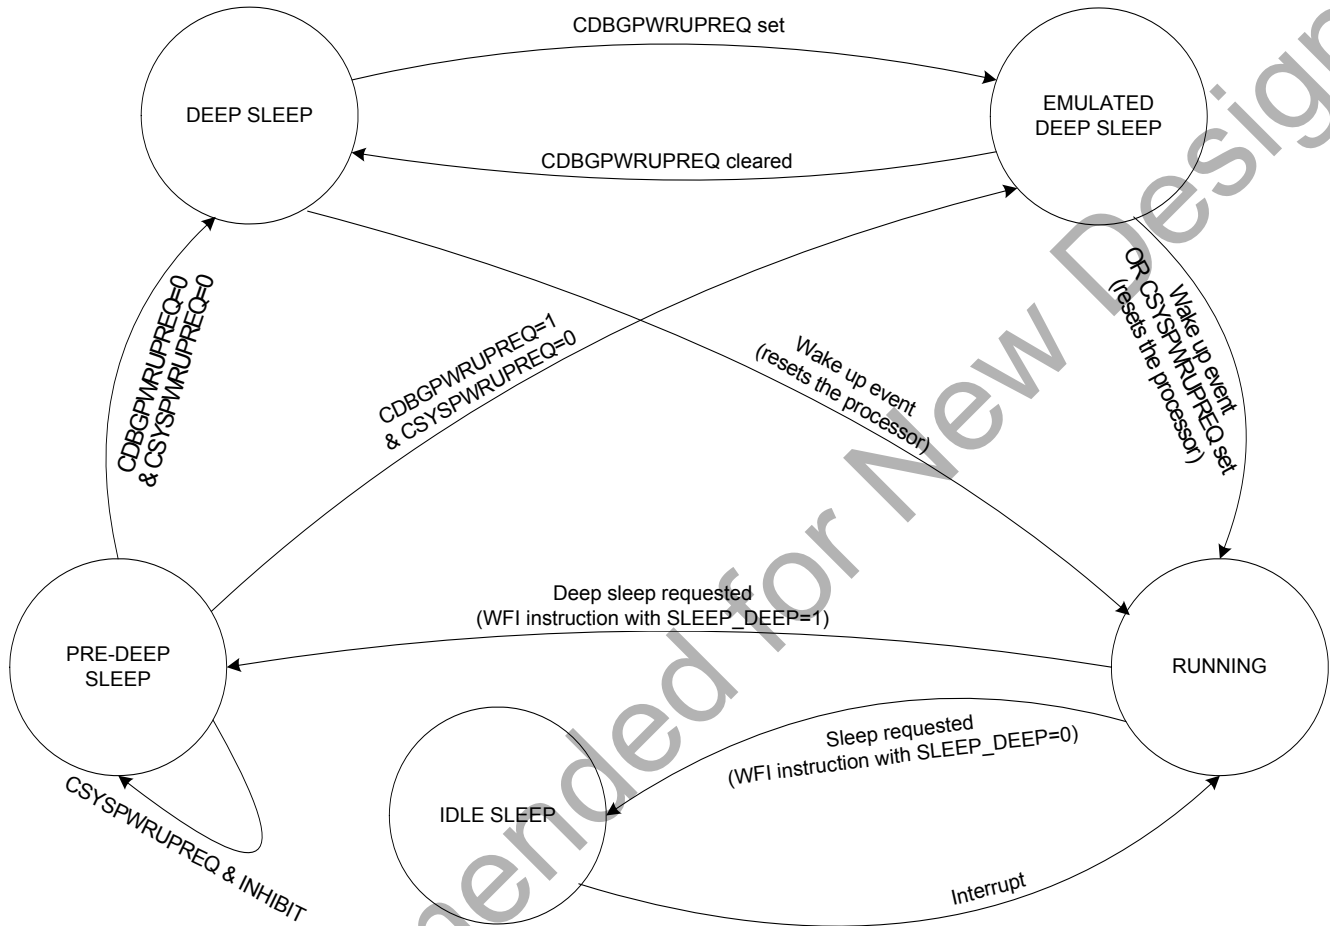 CDBGPWRUPREQ set
DEEP SLEEP
EMULATED
DEEP SLEEP
CDBGPWRUPREQ cleared
CDBGPWRUPREQ=0
& CSYSPWRUPREQ=0
CDBGPWRUPREQ=1
& CSYSPWRUPREQ=0
Wake up event
(resets the processor)
Wake up event
OR CSYSPWRUPREQ set
(resets the processor)
Deep sleep requested
(WFI instruction with SLEEP_DEEP=1)
PRE-DEEP
SLEEP
RUNNING
Sleep requested
(WFI instruction with SLEEP_DEEP=0)
IDLE SLEEP
CSYSPWRUPREQ & INHIBIT
Interrupt
ended for New Design